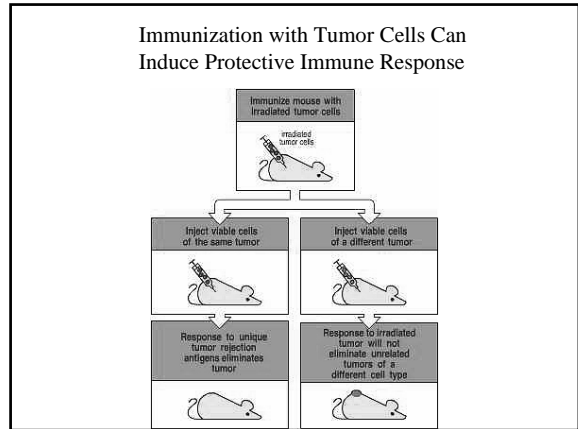 Immunization with Tumor Cells Can
Induce Protective Immune Response
Immunize mouse with
irradiated tumor cells
irradiated
tumor cells
Inject viable cells
of the same tumor
Inject viable cells
of a different tumor
Response to unique
tumor rejection
antigens eliminates
tumor
Response to irradiated
tumor will not
eliminate unrelated
tumors of a
different cell type